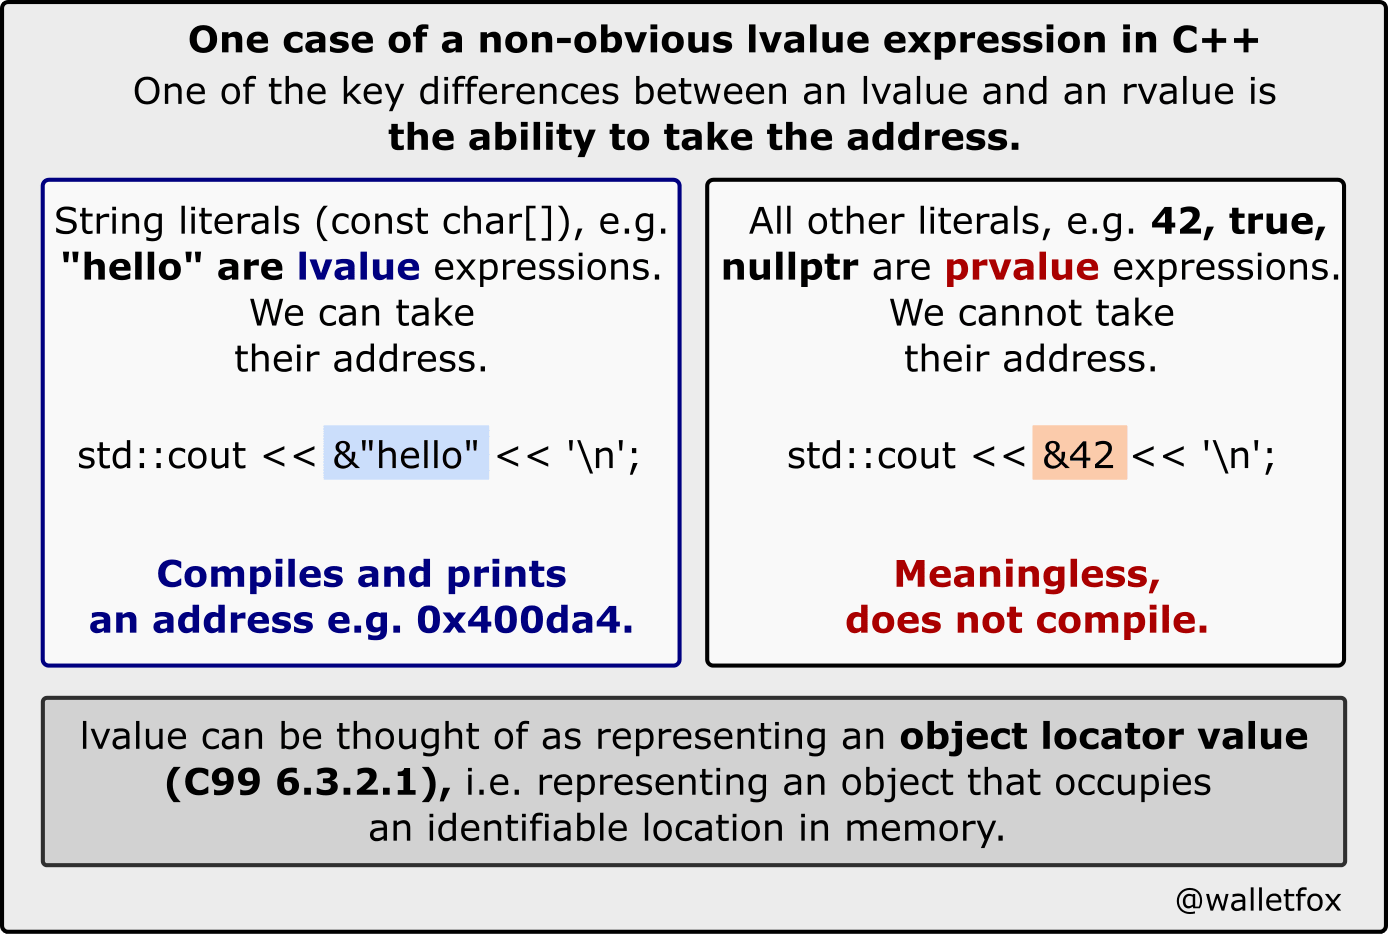 One case of a non-obvious lvalue expression in C++
One of the key differences between an lvalue and an rvalue is
the ability to take the address.
String literals (const char[]), e.g.
"hello" are lvalue expressions.
We can take
their address.
std::cout << &"hello" << '\n';
Compiles and prints
an address e.g. 0x400da4.
All other literals, e.g. 42, true,
nullptr are prvalue expressions.
We cannot take
their address.
std::cout << &42 << '\n';
Meaningless,
does not compile.
lvalue can be thought of as representing an object locator value
(C99 6.3.2.1), i.e. representing an object that occupies
an identifiable location in memory.
@walletfox